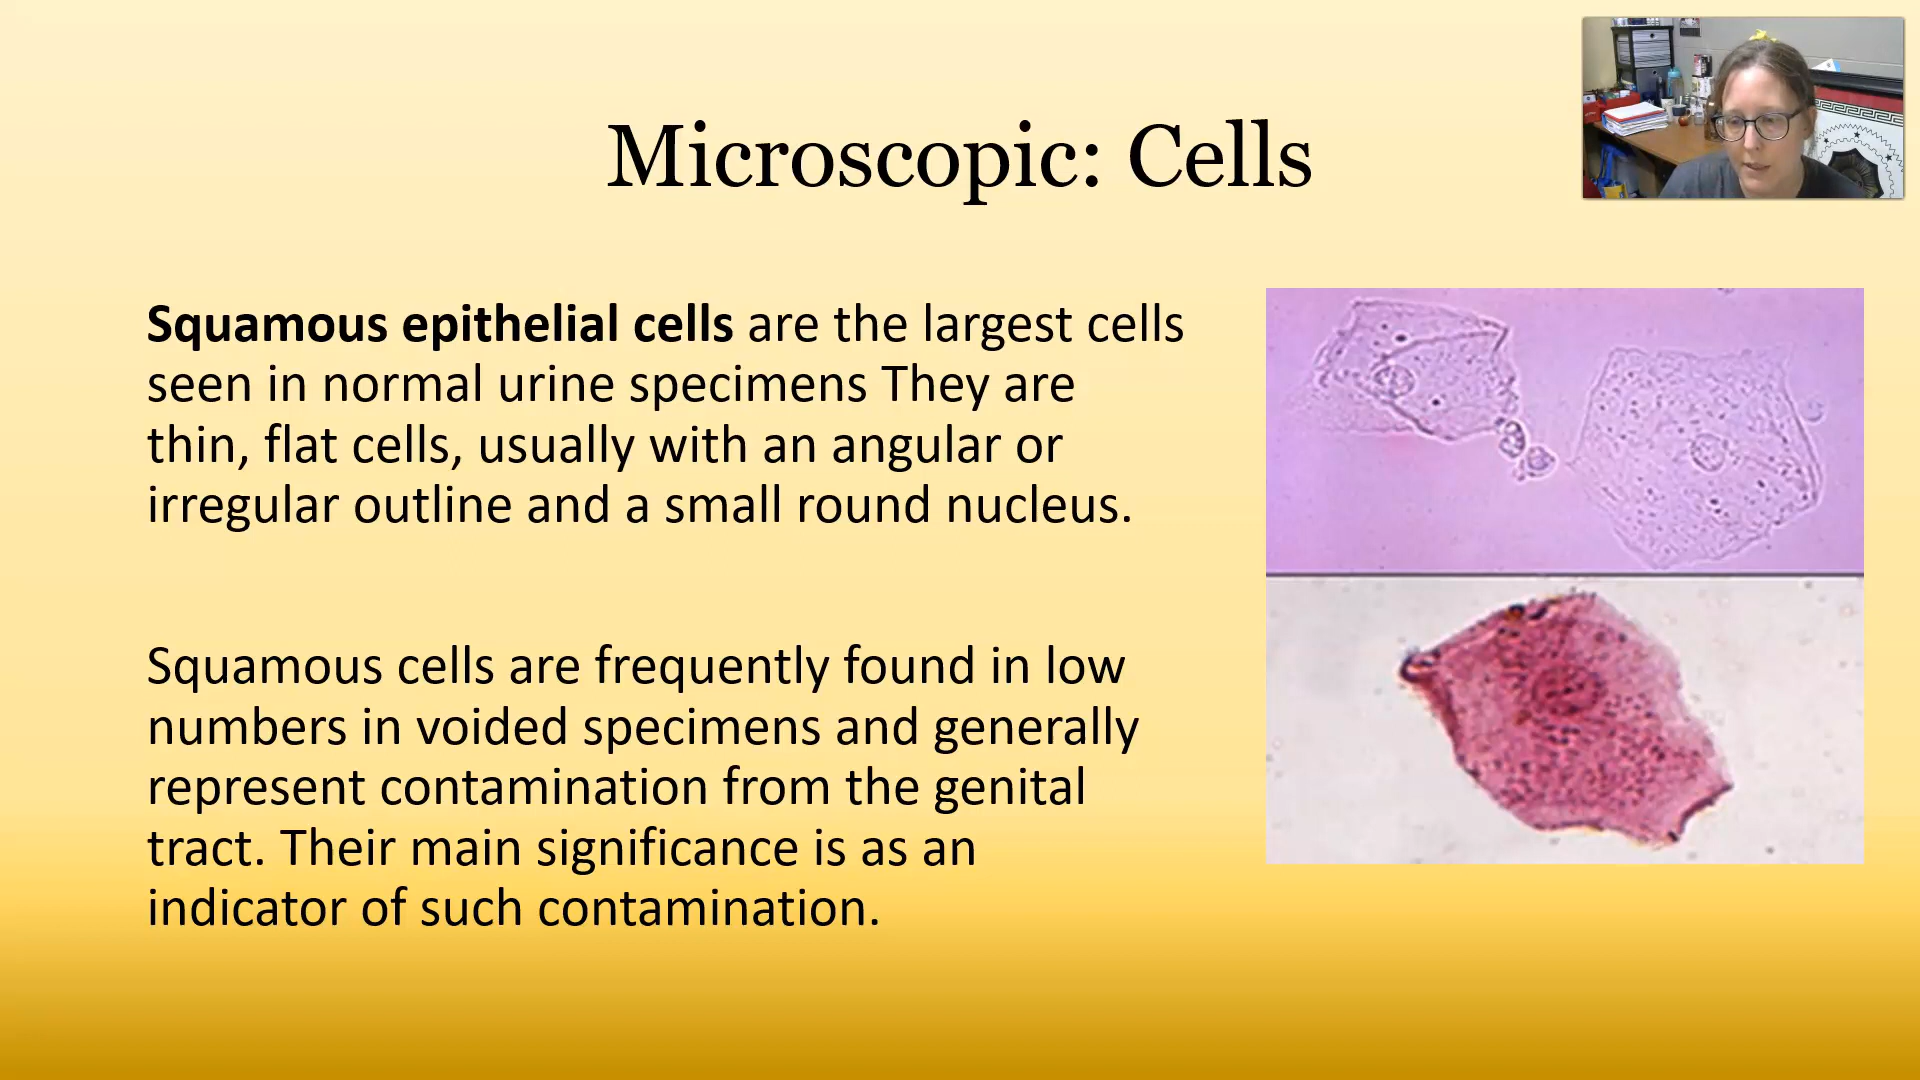 Microscopic: Cells
Squamous epithelial cells are the largest cells
seen in normal urine specimens They are
thin, flat cells, usually with an angular or
irregular outline and a small round nucleus.
Squamous cells are frequently found in low
numbers in voided specimens and generally
represent contamination from the genital
tract. Their main significance is as an
indicator of such contamination.